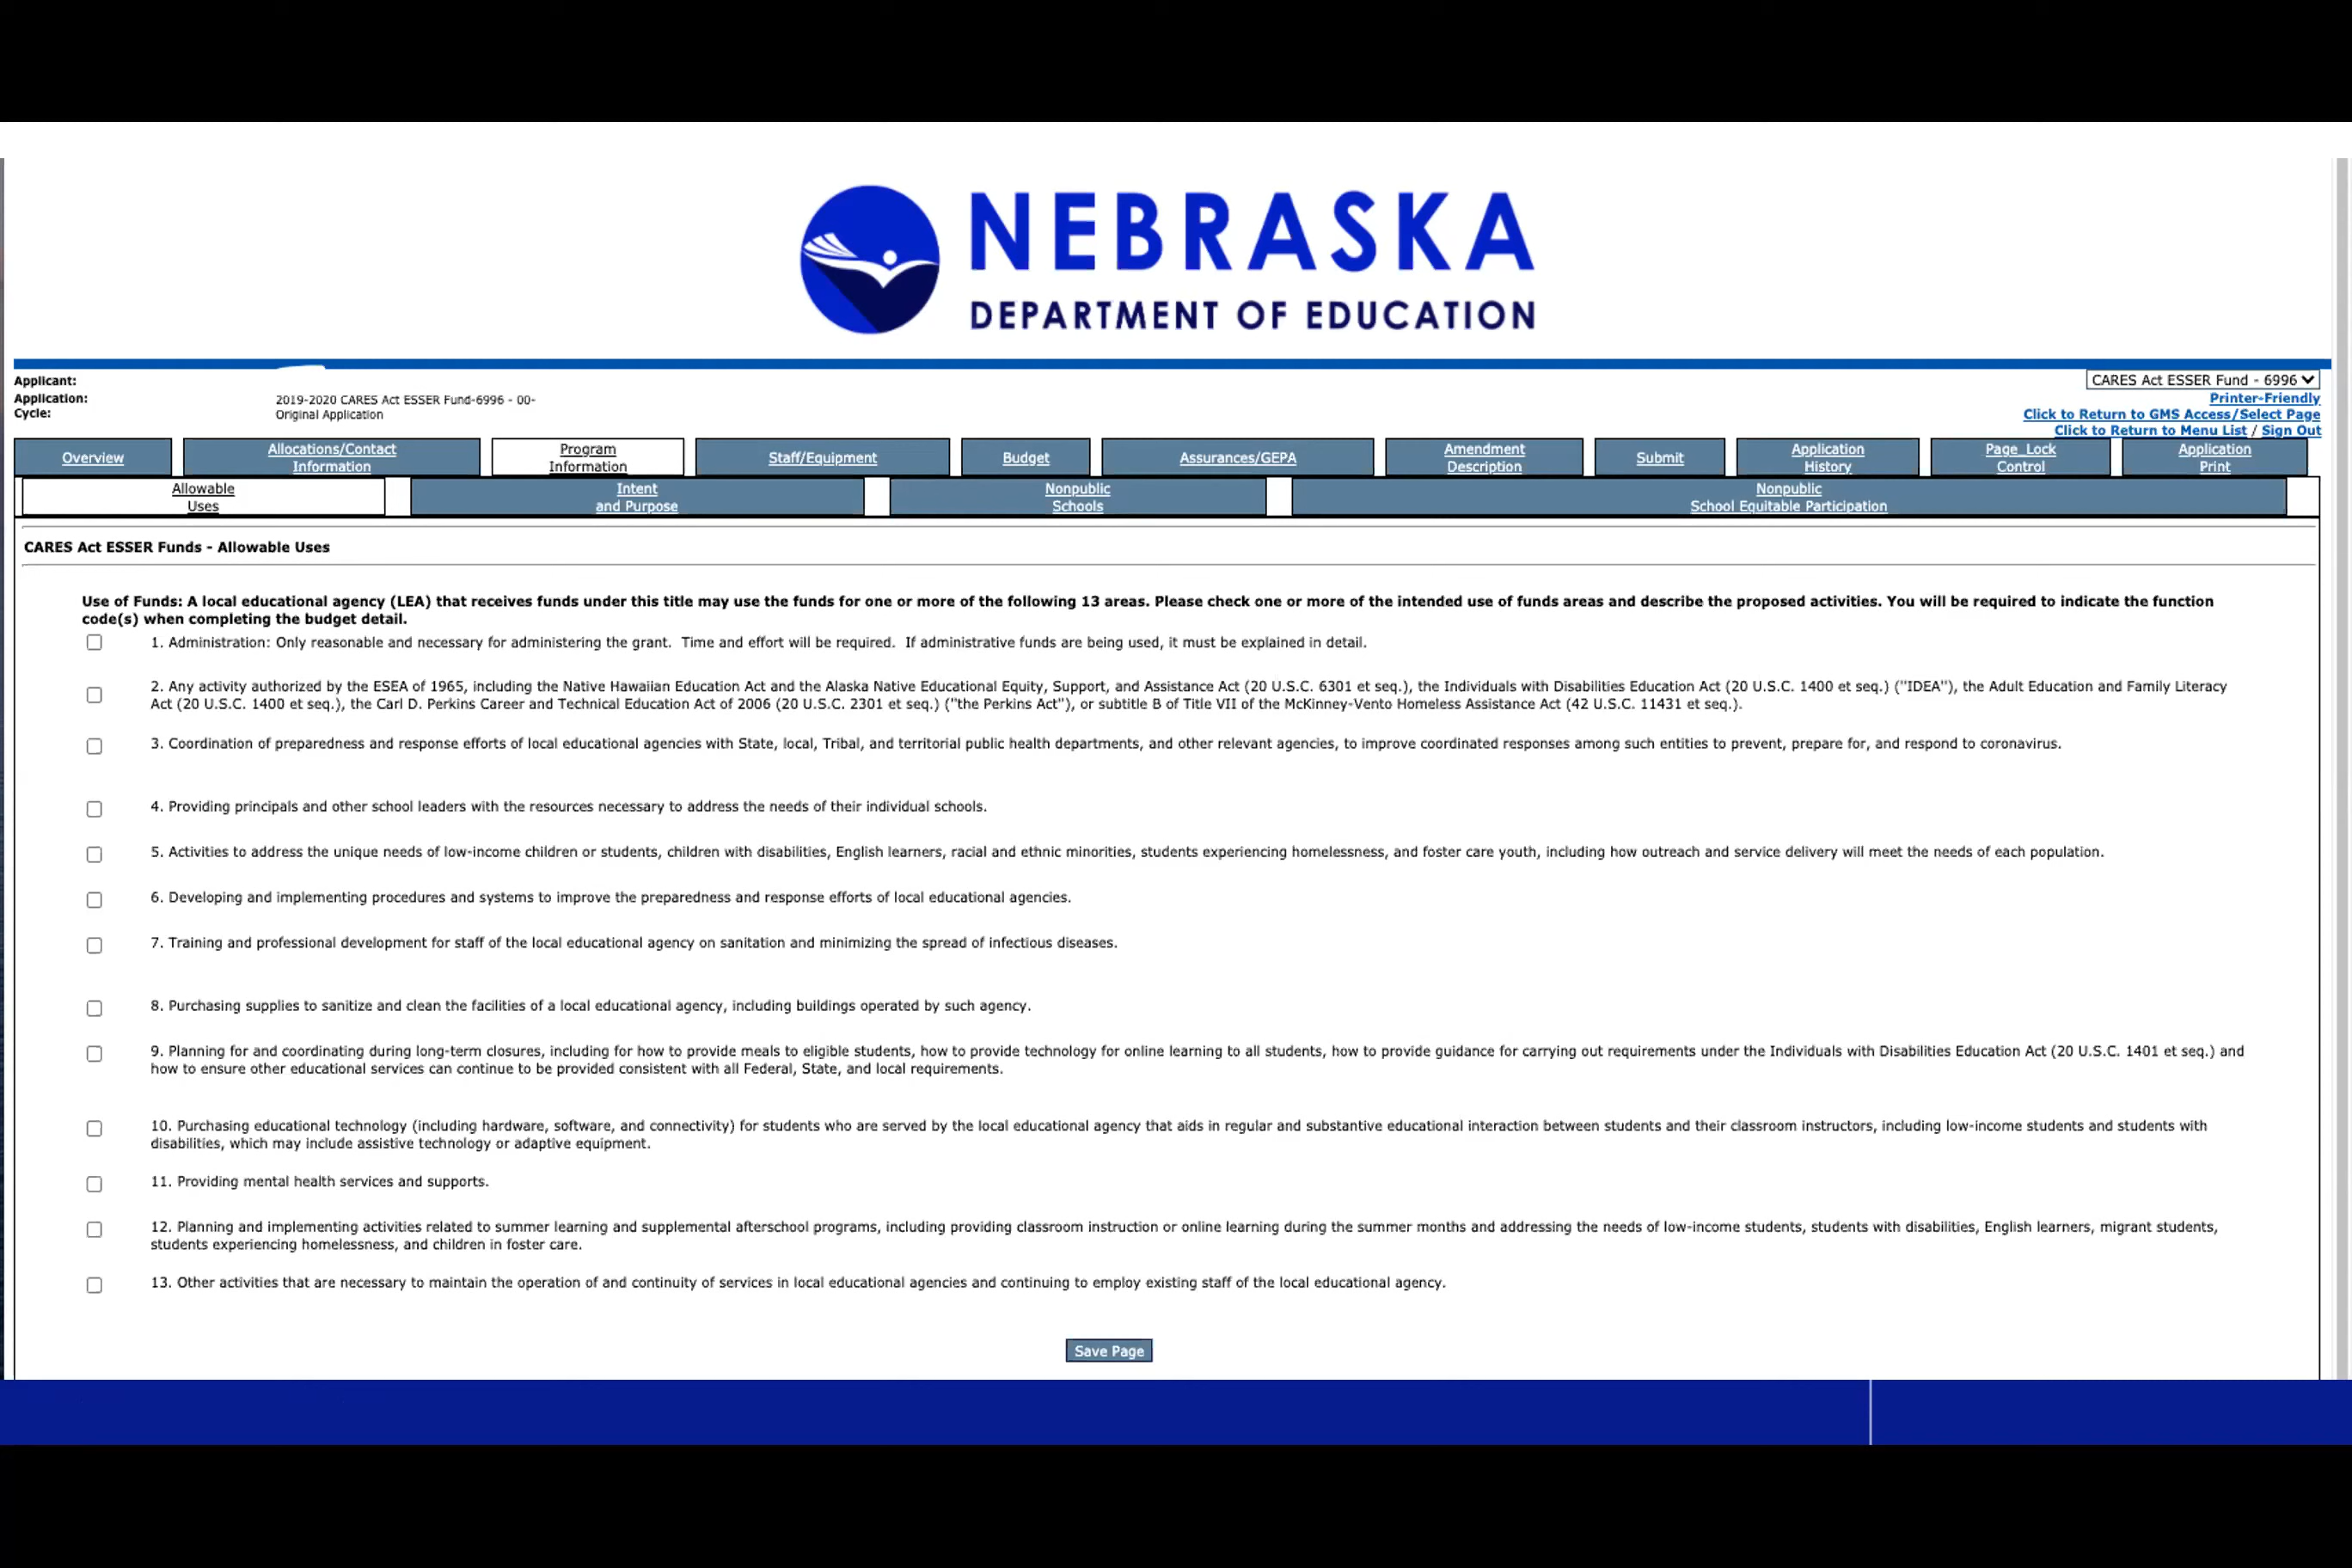 NEBRASKA
DEPARTMENT OF EDUCATION
Applicant:
Application: 2019-2020 CARES Act ESSER Fund-6996 - 00-
Cycle: Original Application
CARES Act ESSER Fund - 6996
Printer-Friendly
Click to Return to GMS Access/Select Page
Click to Return to Menu List / Sign Out
Overview
Allocations/Contact
Information
Program
Information
Staff/Equipment
Budget
Assurances/GEPA
Amendment
Description
Submit
Application
History
Page_Lock
Control
Application
Print
Allowable
Uses
Intent
and Purpose
Nonpublic
Schools
Nonpublic
School Equitable Participation
CARES Act ESSER Funds - Allowable Uses
Use of Funds: A local educational agency (LEA) that receives funds under this title may use the funds for one or more of the following 13 areas. Please check one or more of the intended use of funds areas and describe the proposed activities. You will be required to indicate the function
code(s) when completing the budget detail.
1. Administration: Only reasonable and necessary for administering the grant. Time and effort will be required. If administrative funds are being used, it must be explained in detail.
2. Any activity authorized by the ESEA of 1965, including the Native Hawaiian Education Act and the Alaska Native Educational Equity, Support, and Assistance Act (20 U.S.C. 6301 et seq.), the Individuals with Disabilities Education Act (20 U.S.C. 1400 et seq.) ("IDEA"), the Adult Education and Family Literacy
Act (20 U.S.C. 1400 et seq.), the Carl D. Perkins Career and Technical Education Act of 2006 (20 U.S.C. 2301 et seq.) ("the Perkins Act"), or subtitle B of Title VII of the McKinney-Vento Homeless Assistance Act (42 U.S.C. 11431 et seq.).
3. Coordination of preparedness and response efforts of local educational agencies with State, local, Tribal, and territorial public health departments, and other relevant agencies, to improve coordinated responses among such entities to prevent, prepare for, and respond to coronavirus.
4. Providing principals and other school leaders with the resources necessary to address the needs of their individual schools.
5. Activities to address the unique needs of low-income children or students, children with disabilities, English learners, racial and ethnic minorities, students experiencing homelessness, and foster care youth, including how outreach and service delivery will meet the needs of each population.
6. Developing and implementing procedures and systems to improve the preparedness and response efforts of local educational agencies.
7. Training and professional development for staff of the local educational agency on sanitation and minimizing the spread of infectious diseases.
8. Purchasing supplies to sanitize and clean the facilities of a local educational agency, including buildings operated by such agency.
9. Planning for and coordinating during long-term closures, including for how to provide meals to eligible students, how to provide technology for online learning to all students, how to provide guidance for carrying out requirements under the Individuals with Disabilities Education Act (20 U.S.C. 1401 et seq.) and
how to ensure other educational services can continue to be provided consistent with all Federal, State, and local requirements.
10. Purchasing educational technology (including hardware, software, and connectivity) for students who are served by the local educational agency that aids in regular and substantive educational interaction between students and their classroom instructors, including low-income students and students with
disabilities, which may include assistive technology or adaptive equipment.
11. Providing mental health services and supports.
12. Planning and implementing activities related to summer learning and supplemental afterschool programs, including providing classroom instruction or online learning during the summer months and addressing the needs of low-income students, students with disabilities, English learners, migrant students,
students experiencing homelessness, and children in foster care.
13. Other activities that are necessary to maintain the operation of and continuity of services in local educational agencies and continuing to employ existing staff of the local educational agency.
Save Page